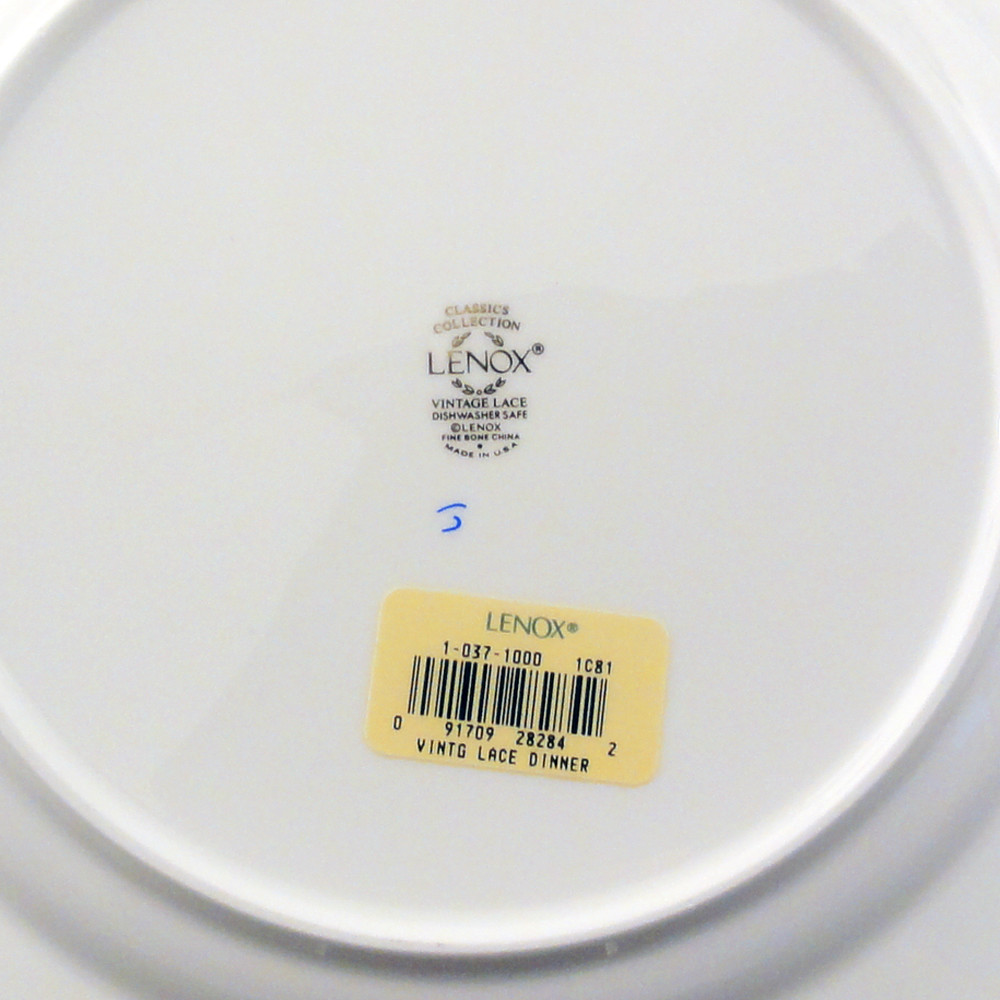 CLASSICS
COLLECTION
LENOX®
VINTAGE LACE
DISHWASHER SAFE
©LENOX
FINE BONE CHINA
MADE IN U.S.A
LENOX®
1-037-1000 1C81
0 91709 28284 2
VINTG LACE DINNER